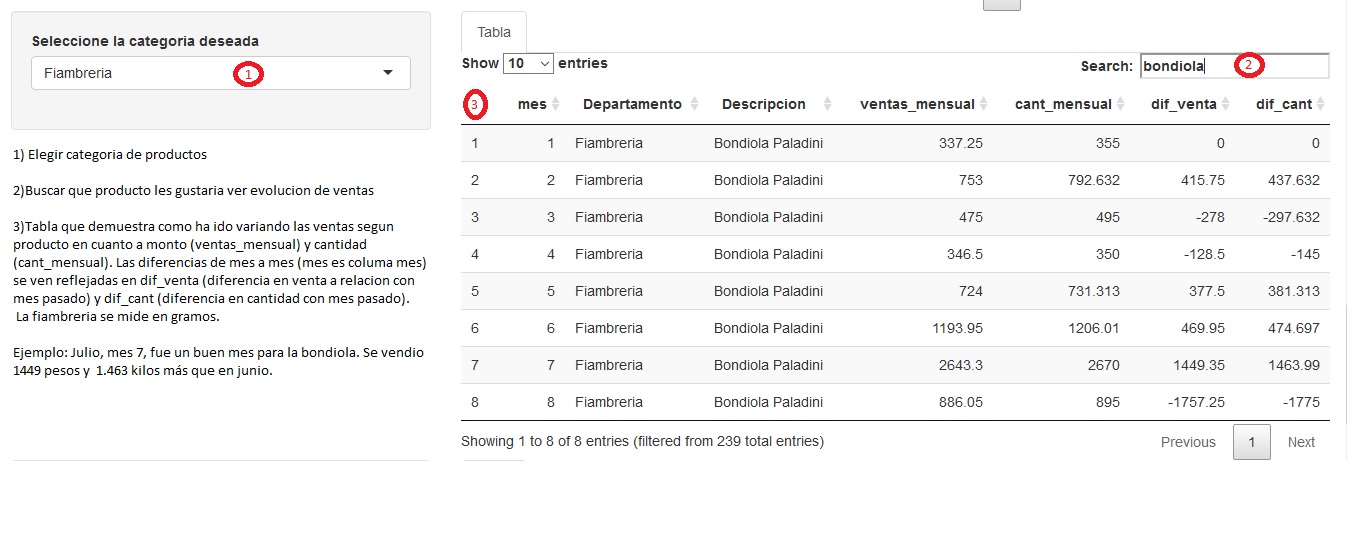 Seleccione la categoria deseada
Fiambreria
1
1) Elegir categoria de productos
2)Buscar que producto les gustaria ver evolucion de ventas
3)Tabla que demuestra como ha ido variando las ventas segun
producto en cuanto a monto (ventas_mensual) y cantidad
(cant_mensual). Las diferencias de mes a mes (mes es columa mes)
se ven reflejadas en dif_venta (diferencia en venta a relacion con
mes pasado) y dif_cant (diferencia en cantidad con mes pasado).
La fiambreria se mide en gramos.
Ejemplo: Julio, mes 7, fue un buen mes para la bondiola. Se vendio
1449 pesos y 1.463 kilos más que en junio.
Tabla
Show 10 entries
Search: bondiola 2
3 mes Departamento Descripcion ventas_mensual cant_mensual dif_venta dif_cant
1 1 Fiambreria Bondiola Paladini 337.25 355 0 0
2 2 Fiambreria Bondiola Paladini 753 792.632 415.75 437.632
3 3 Fiambreria Bondiola Paladini 475 495 -278 -297.632
4 4 Fiambreria Bondiola Paladini 346.5 350 -128.5 -145
5 5 Fiambreria Bondiola Paladini 724 731.313 377.5 381.313
6 6 Fiambreria Bondiola Paladini 1193.95 1206.01 469.95 474.697
7 7 Fiambreria Bondiola Paladini 2643.3 2670 1449.35 1463.99
8 8 Fiambreria Bondiola Paladini 886.05 895 -1757.25 -1775
Showing 1 to 8 of 8 entries (filtered from 239 total entries)
Previous 1 Next